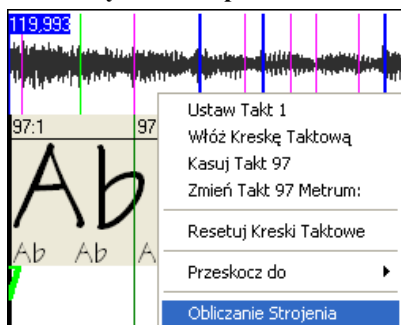 119,993
97:1 97
Ab
Ab Ab A
Ustaw Takt 1
Włóż Kreskę Taktową
Kasuj Takt 97
Zmień Takt 97 Metrum:
Resetuj Kreski Taktowe
Przeskocz do
Obliczanie Strojenia